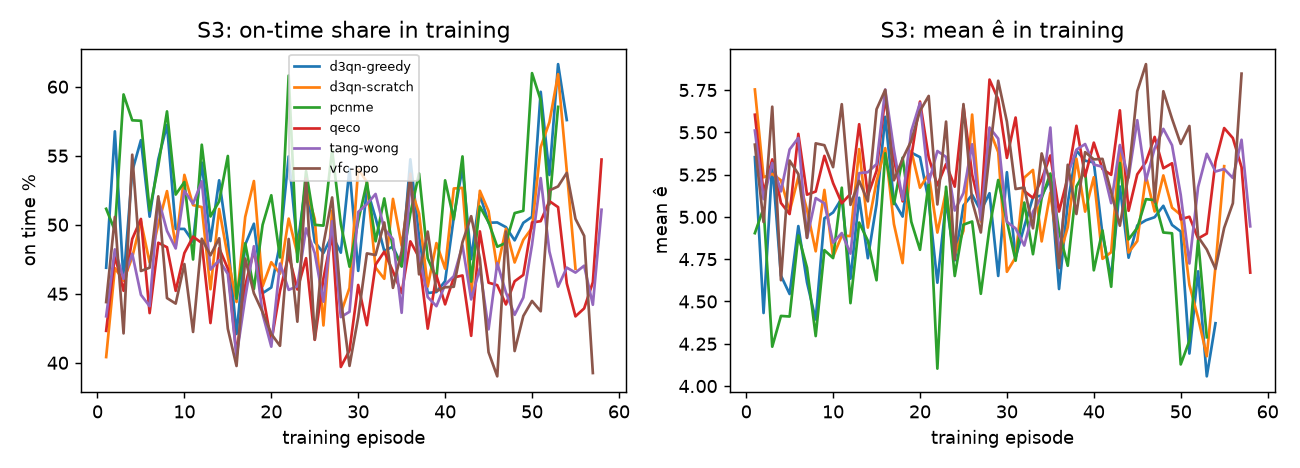 S3: on-time share in training
on time %
60
55
50
45
40
d3qn-greedy
d3qn-scratch
pcnme
qeco
tang-wong
vfc-ppo
0 10 20 30 40 50 60
training episode
S3: mean ê in training
mean ê
5.75
5.50
5.25
5.00
4.75
4.50
4.25
4.00
0 10 20 30 40 50 60
training episode